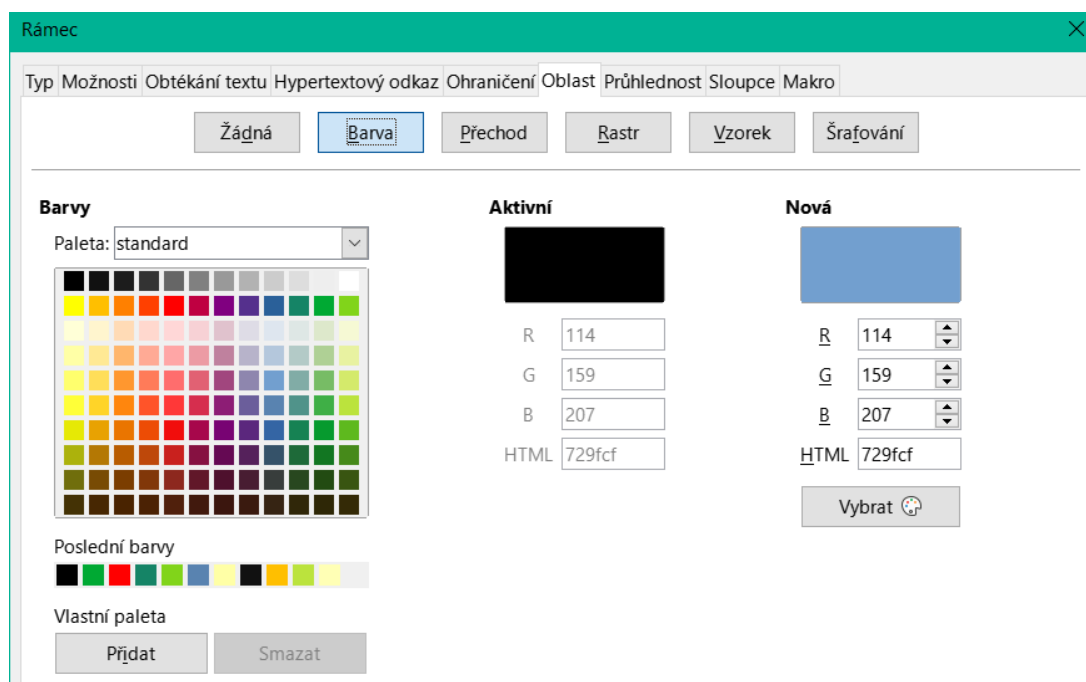 Rámec
Typ Možnosti Obtékání textu Hypertextový odkaz Ohraničení Oblast Průhlednost Sloupce Makro
Žádná Barva Přechod Rastr Vzorek Šrafování
Barvy Aktivní Nová
Paleta: standard
R 114 R 114
G 159 G 159
B 207 B 207
HTML 729fcf HTML 729fcf
Vybrat
Poslední barvy
Vlastní paleta
Přidat Smazat